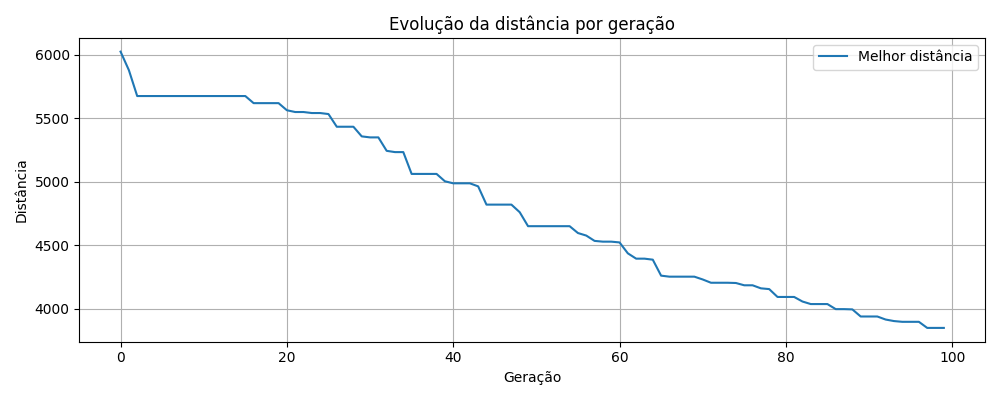 Evolução da distância por geração
Melhor distância
6000
5500
5000
4500
4000
Distância
0 20 40 60 80 100
Geração